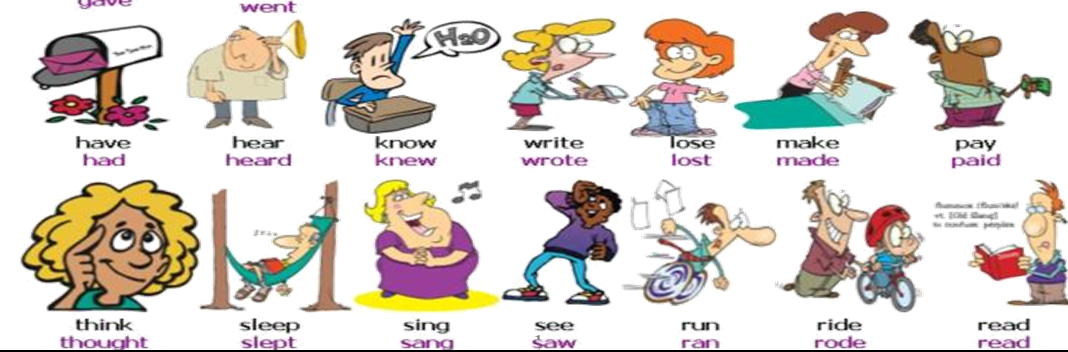 gave went
H2O
have hear know write lose make pay
had heard knew wrote lost made paid
think sleep sing see run ride read
thought slept sang saw ran rode read